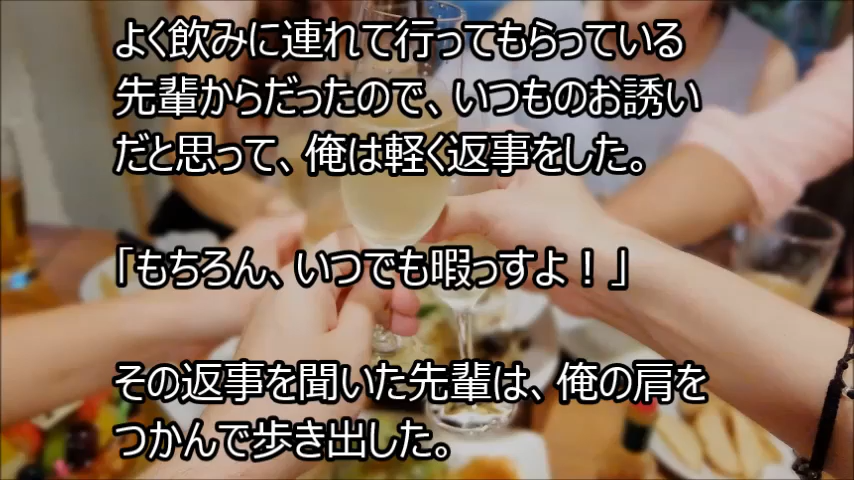 よく飲みに連れて行ってもらっている
先輩からだったので、いつものお誘い
だと思って、俺は軽く返事をした。
「もちろん、いつでも暇っすよ！」
その返事を聞いた先輩は、俺の肩を
つかんで歩き出した。